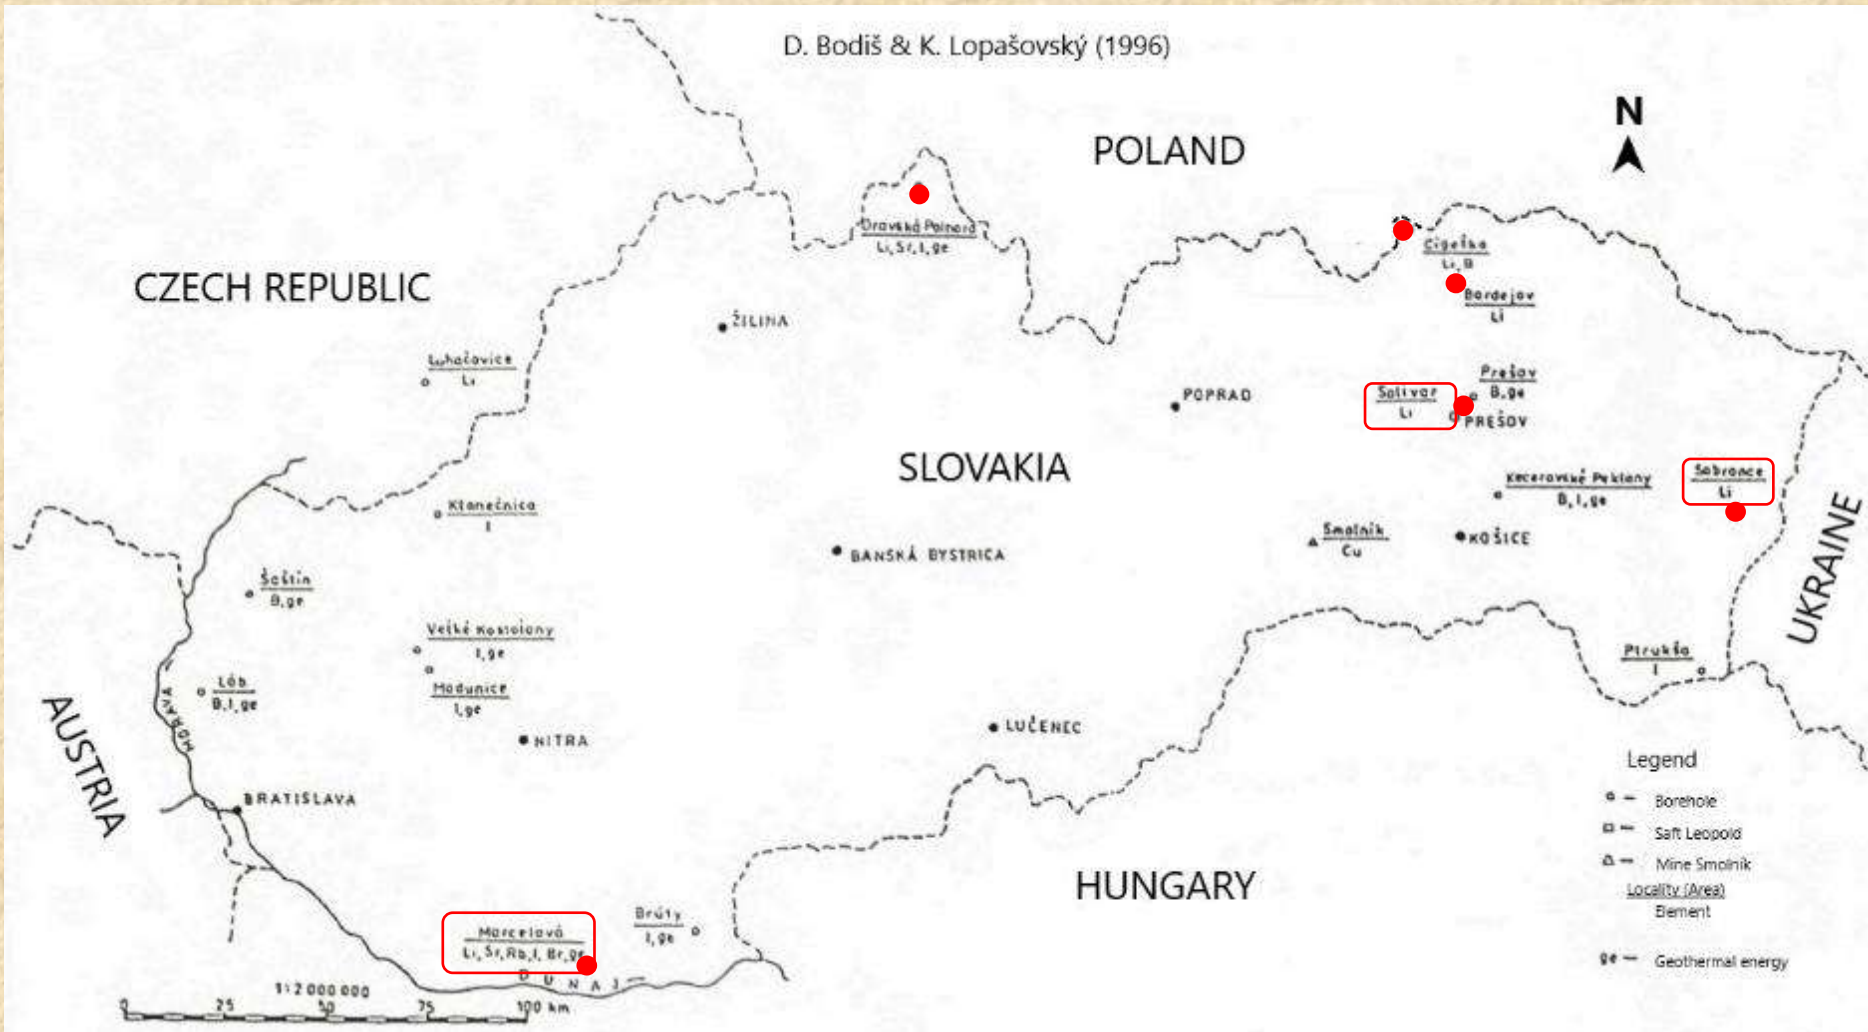 D. Bodiš & K. Lopašovský (1996)
N
POLAND
Oravská Polhora
Li, Sr, I, ge
Cigeľka
Li, B
CZECH REPUBLIC
Bardejov
Li
ŽILINA
Luhačovice
Li
Prešov
B, ge
Solivar
Li
POPRAD
PREŠOV
SLOVAKIA
Sobrance
Li
Kecerovské Pekľany
B, I, ge
Smolník
Cu
KOŠICE
UKRAINE
I
BANSKÁ BYSTRICA
Šaštín
B, ge
Veľké Kostoľany
I, ge
Madunice
I, ge
Láb
B, I, ge
MORAVA
AUSTRIA
NITRA
LUČENEC
Ptrukša
I
BRATISLAVA
Legend
Borehole
Saft Leopold
Mine Smolník
Locality (Area)
Element
ge – Geothermal energy
HUNGARY
Brúty
I, ge
Marcelová
Li, Sr, Rb, I, Br, ge
DUNAJ
1:2 000 000
0 25 50 75 100 km